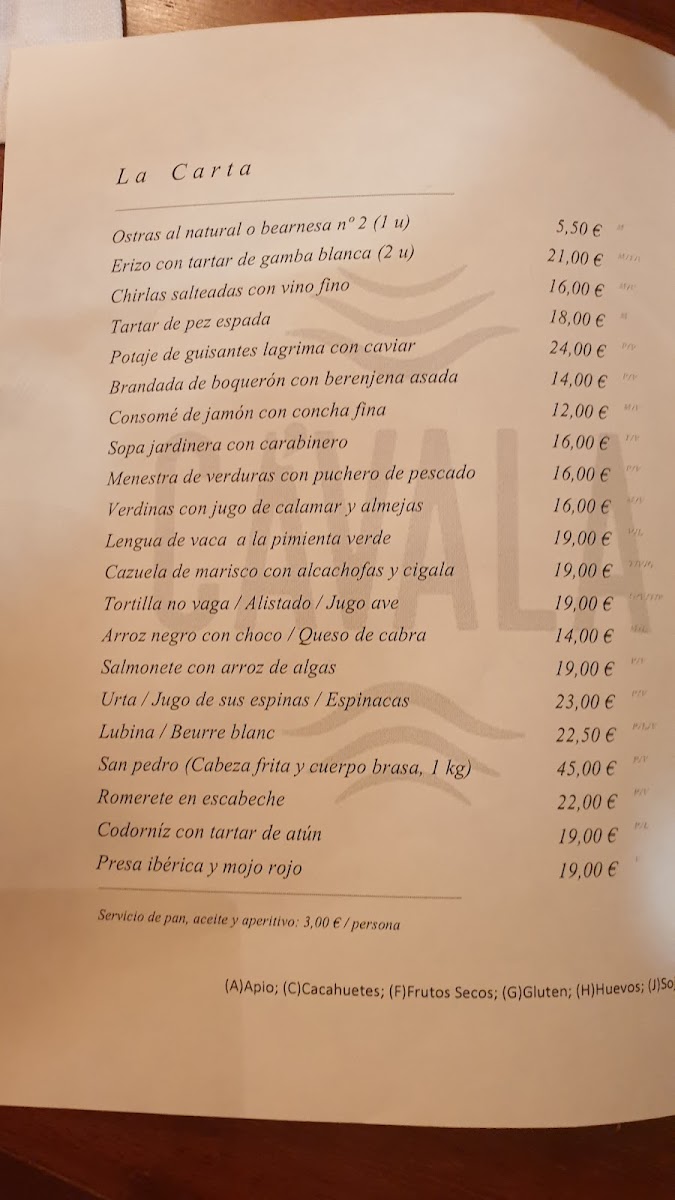 La Carta
Ostras al natural o bearnesa nº 2 (1 u) 5,50 €
Erizo con tartar de gamba blanca (2 u) 21,00 €
Chirlas salteadas con vino fino 16,00 €
Tartar de pez espada 18,00 €
Potaje de guisantes lagrima con caviar 24,00 €
Brandada de boquerón con berenjena asada 14,00 €
Consomé de jamón con concha fina 12,00 €
Sopa jardinera con carabinero 16,00 €
Menestra de verduras con puchero de pescado 16,00 €
Verdinas con jugo de calamar y almejas 16,00 €
Lengua de vaca a la pimienta verde 19,00 €
Cazuela de marisco con alcachofas y cigala 19,00 €
Tortilla no vaga / Alistado / Jugo ave 19,00 €
Arroz negro con choco / Queso de cabra 14,00 €
Salmonete con arroz de algas 19,00 €
Urta / Jugo de sus espinas / Espinacas 23,00 €
Lubina / Beurre blanc 22,50 €
San pedro (Cabeza frita y cuerpo brasa, 1 kg) 45,00 €
Romerete en escabeche 22,00 €
Codorníz con tartar de atún 19,00 €
Presa ibérica y mojo rojo 19,00 €
Servicio de pan, aceite y aperitivo: 3,00 € / persona
(A)Apio; (C)Cacahuetes; (F)Frutos Secos; (G)Gluten; (H)Huevos; (J)So
CÁVALA